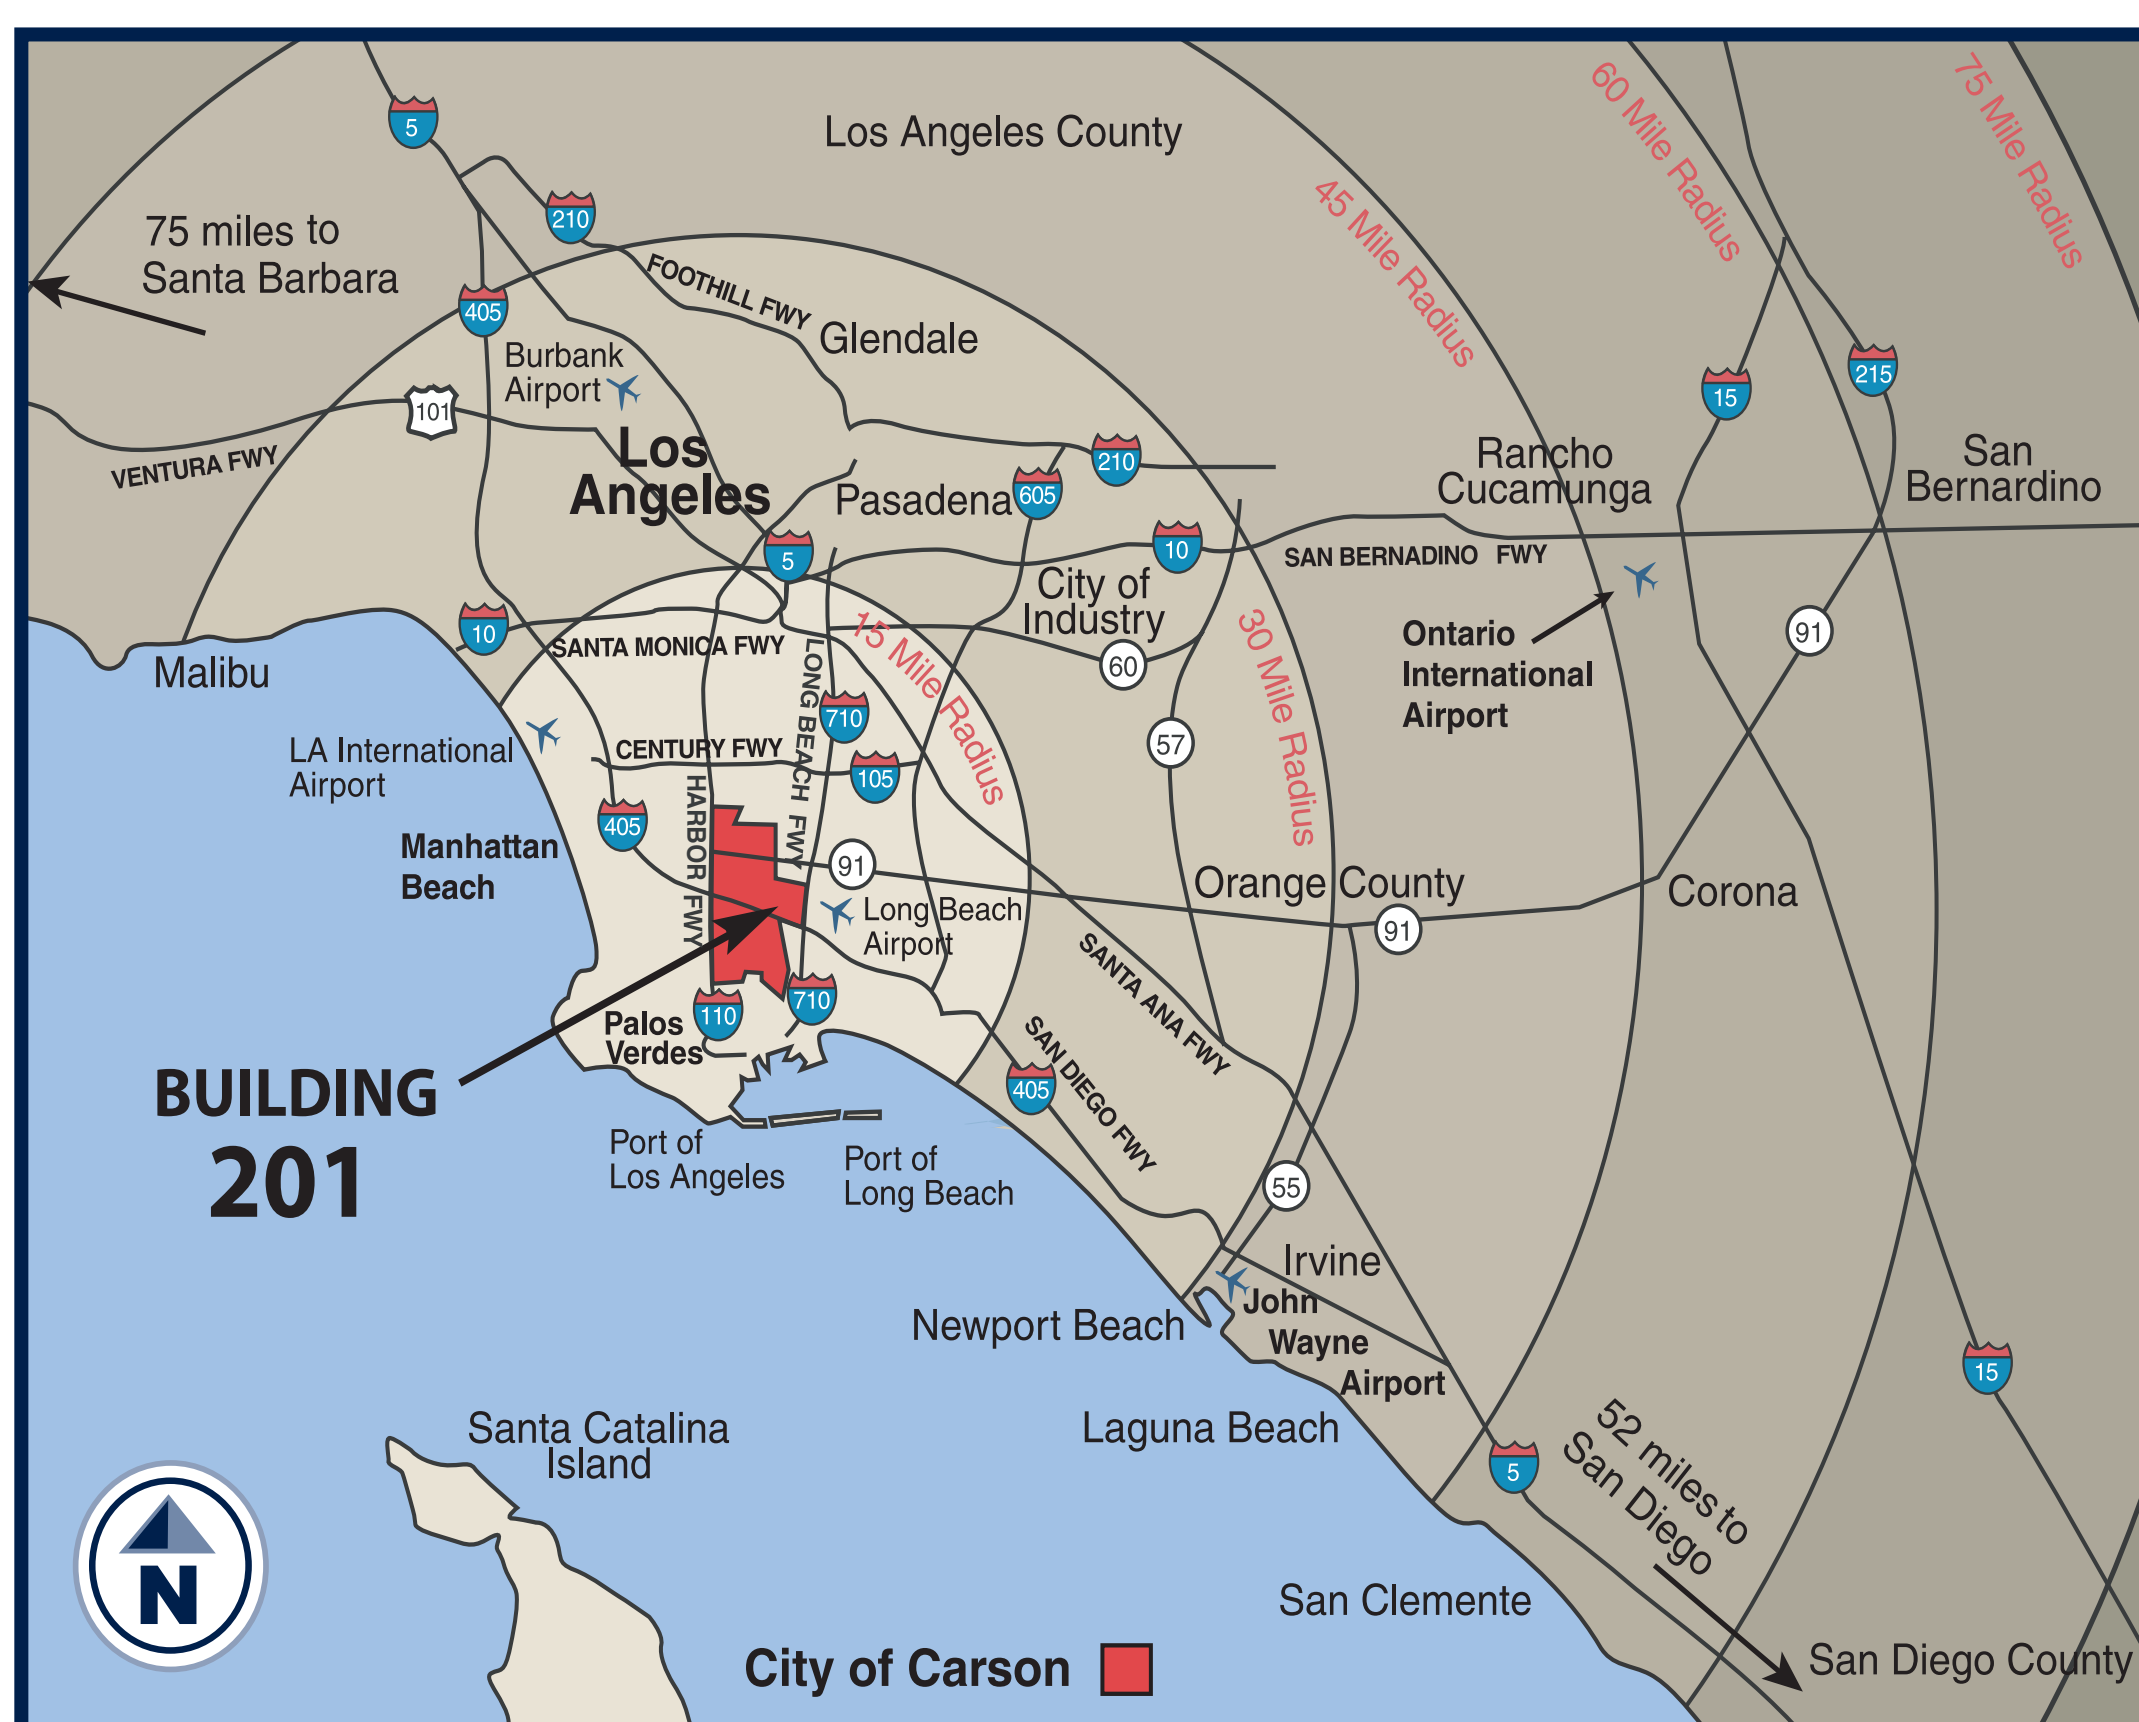 60 Mile Radius
75 Mile Radius
5
Los Angeles County
45 Mile Radius
210
75 miles to
Santa Barbara
FOOTHILL FWY
405
Glendale
Burbank
Airport
215
15
101
VENTURA FWY
Los
Angeles
210
Rancho
Cucamunga
San
Bernardino
Pasadena
605
5
10
SAN BERNADINO FWY
City of
Industry
10
SANTA MONICA FWY
15 Mile Radius
30 Mile Radius
LONG BEACH FWY
60
Ontario
International
Airport
91
Malibu
710
57
LA International
Airport
CENTURY FWY
105
HARBOR FWY
405
Manhattan
Beach
91
Orange County
Corona
Long Beach
Airport
91
SANTA ANA FWY
110
710
Palos
Verdes
SAN DIEGO FWY
405
BUILDING
201
Port of
Los Angeles
Port of
Long Beach
55
Irvine
John
Wayne
Airport
Newport Beach
15
Laguna Beach
Santa Catalina
Island
5
52 miles to
San Diego
N
San Clemente
City of Carson
San Diego County